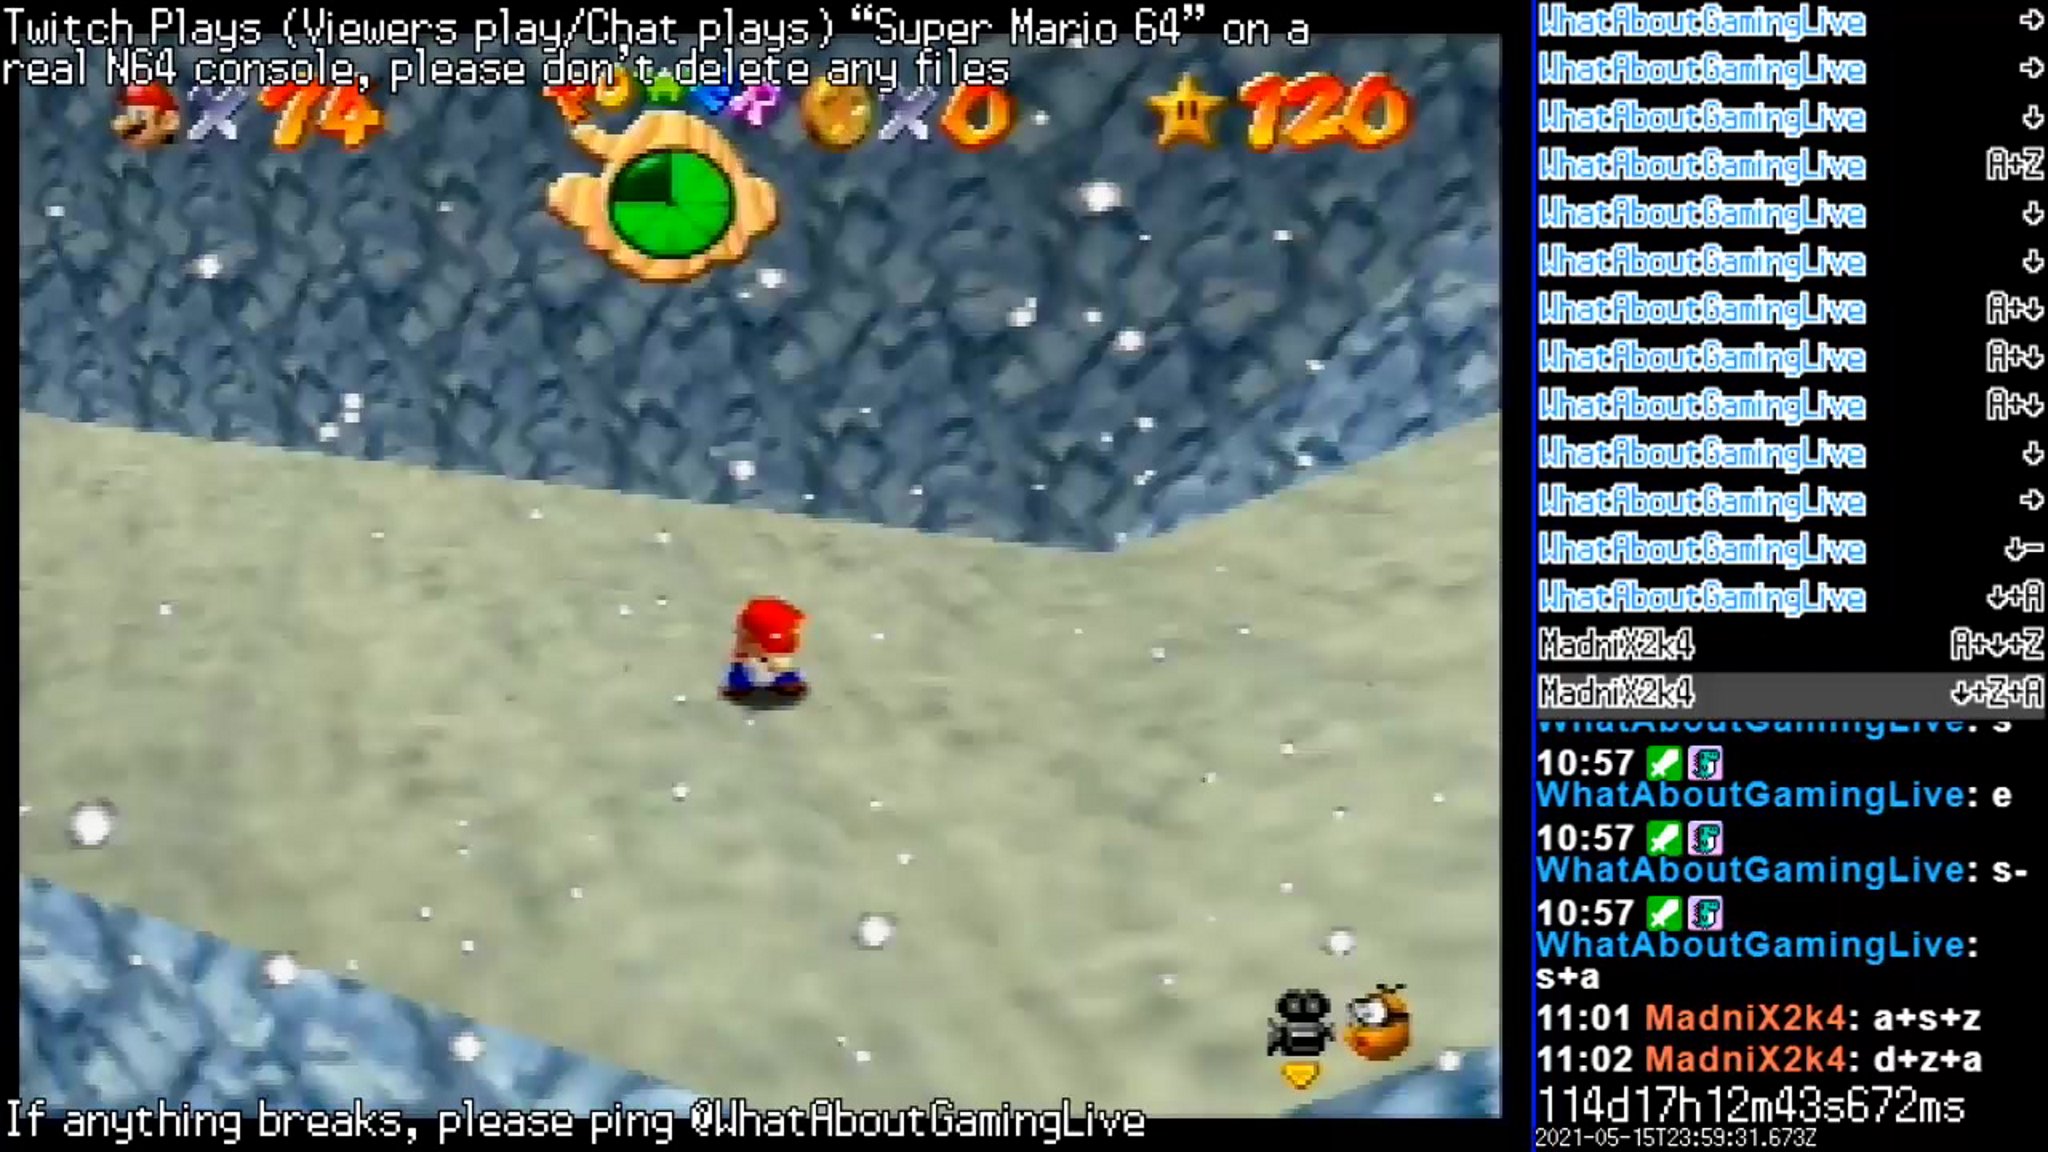 Twitch Plays (Viewers play/Chat plays) “Super Mario 64” on a
real N64 console, please don't delete any files
×74
POWER
×0
120
If anything breaks, please ping @WhatAboutGamingLive
WhatAboutGamingLive →
WhatAboutGamingLive →
WhatAboutGamingLive ↓
WhatAboutGamingLive A+Z
WhatAboutGamingLive ↓
WhatAboutGamingLive ↓
WhatAboutGamingLive A+↓
WhatAboutGamingLive A+↓
WhatAboutGamingLive A+↓
WhatAboutGamingLive ↓
WhatAboutGamingLive →
WhatAboutGamingLive ↓-
WhatAboutGamingLive ↓+A
MadniX2k4 A+↓+Z
MadniX2k4 ↓+Z+A
WhatAboutGamingLive: s
10:57
WhatAboutGamingLive: e
10:57
WhatAboutGamingLive: s-
10:57
WhatAboutGamingLive:
s+a
11:01 MadniX2k4: a+s+z
11:02 MadniX2k4: d+z+a
114d17h12m43s672ms
2021-05-15T23:59:31.673Z